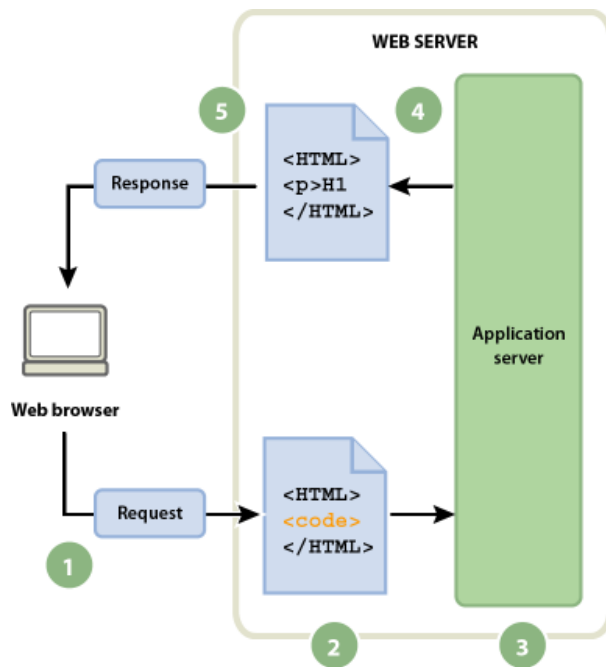 WEB SERVER
5
4
<HTML>
<p>H1
</HTML>
Response
Application
server
Web browser
Request
<HTML>
<code>
</HTML>
1
2
3